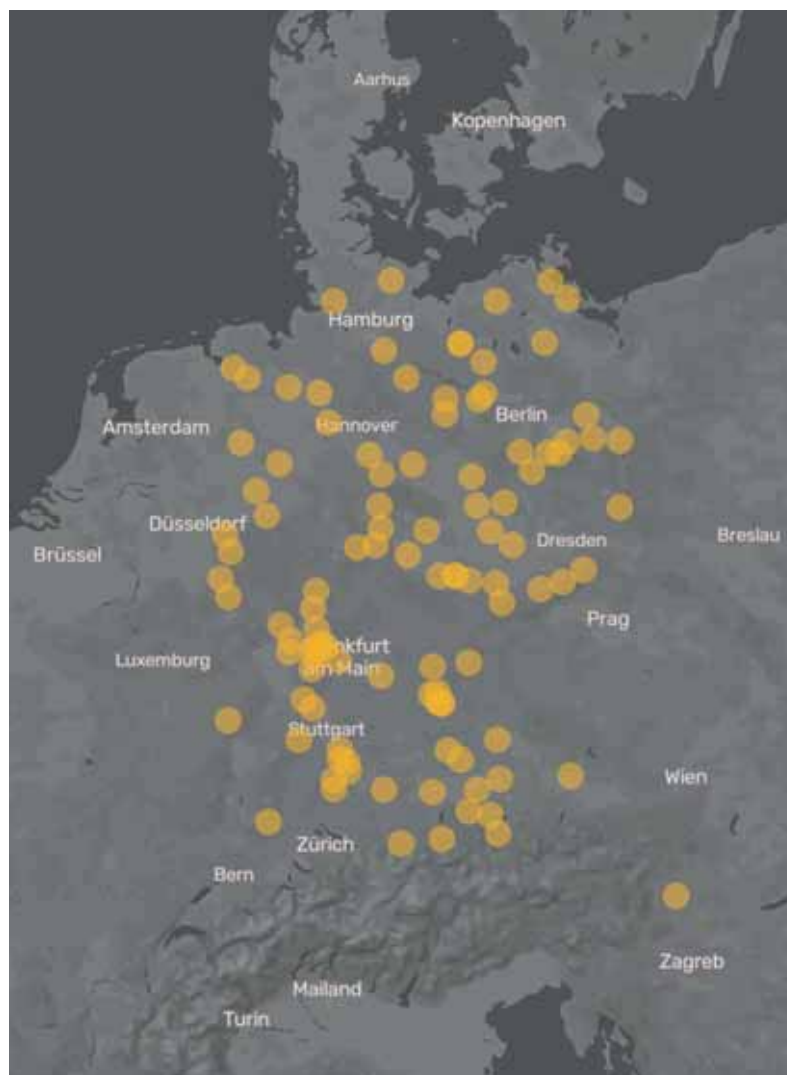 Aarhus
Kopenhagen
Hamburg
Amsterdam
Hannover
Berlin
Düsseldorf
Brüssel
Dresden
Breslau
Prag
nkfurt
am Main
Luxemburg
Stuttgart
Wien
Zürich
Bern
Zagreb
Mailand
Turin